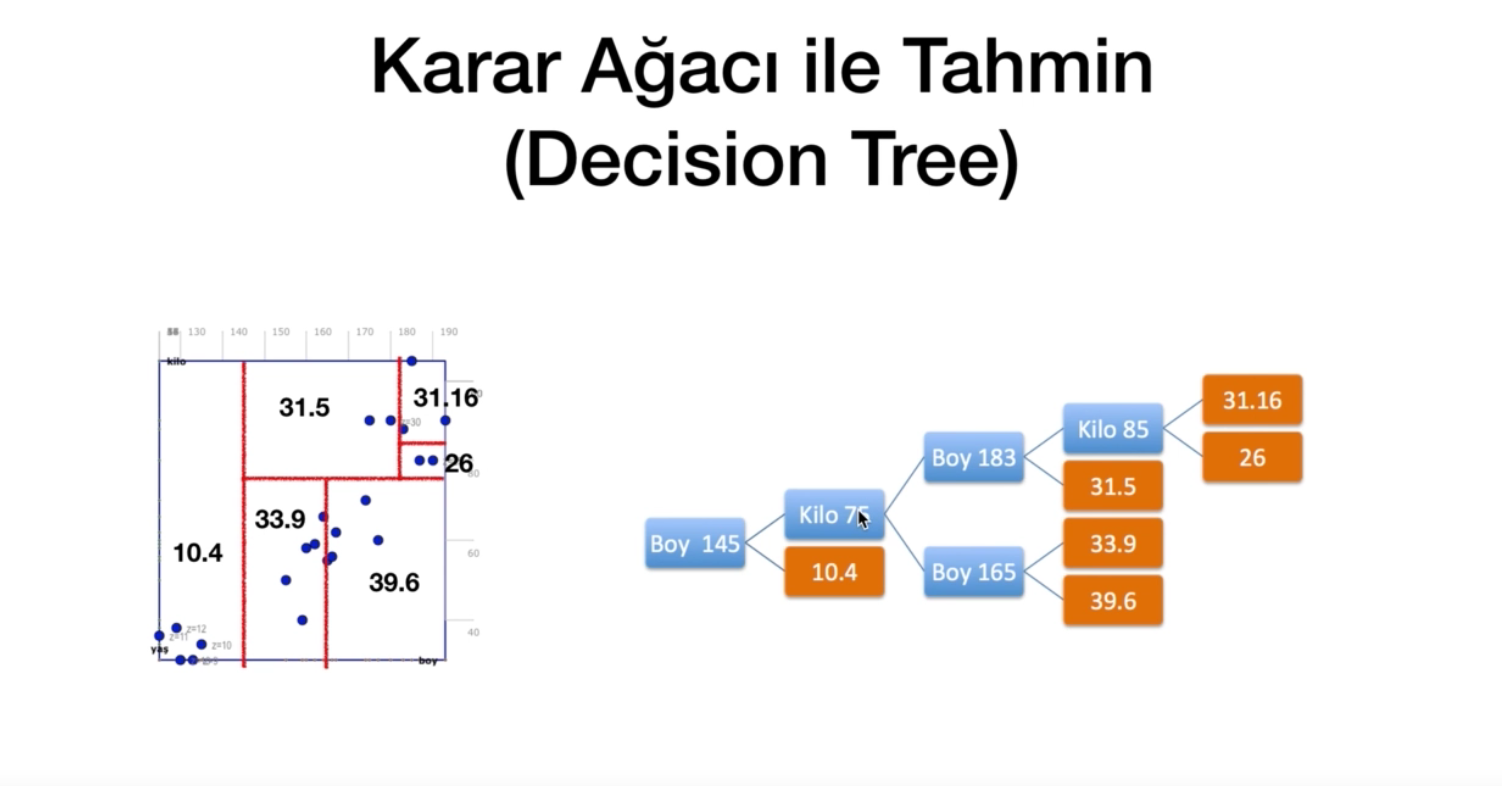 Karar Ağacı ile Tahmin
(Decision Tree)
130 140 150 160 170 180 190
kilo
31.5
31.16
z=30
26
80
33.9
10.4
60
39.6
40
z=12
z=11
z=10
yaş
boy
31.16
Kilo 85
26
Boy 183
31.5
Kilo 75
33.9
Boy 145
10.4
Boy 165
39.6